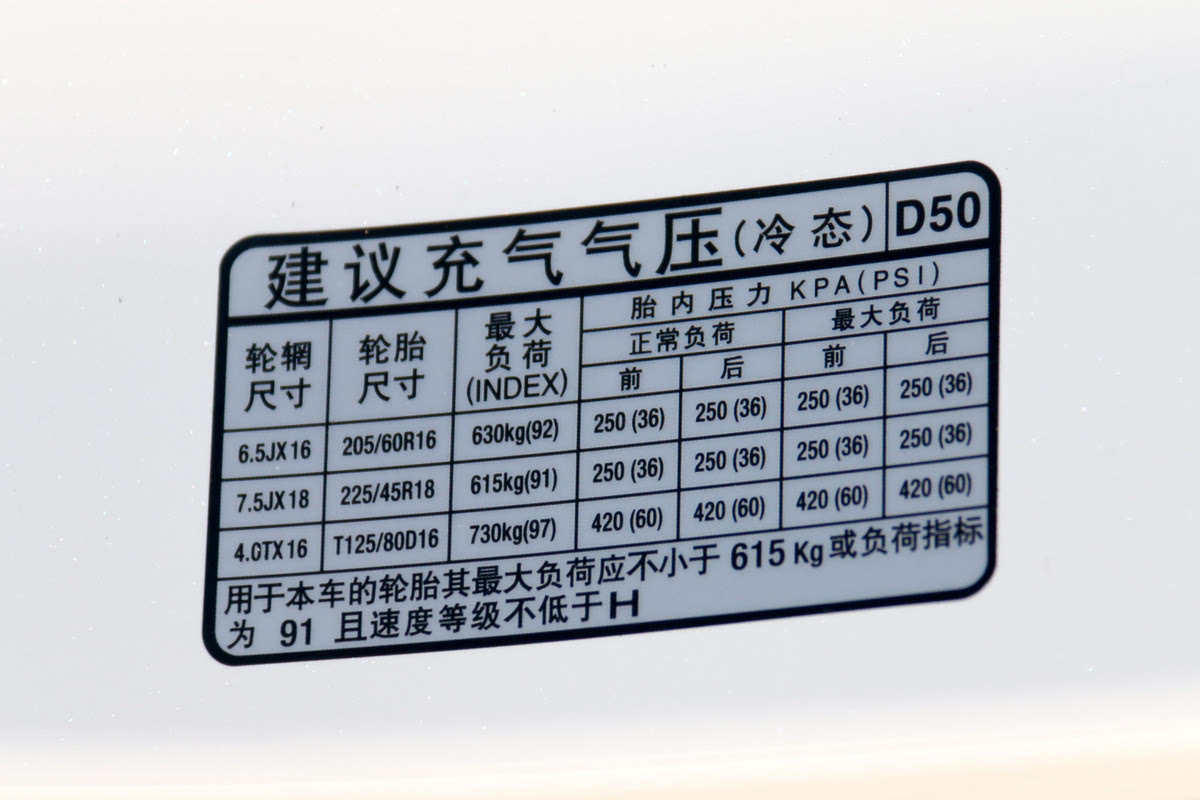 建议充气气压(冷态) D50
轮辋尺寸 轮胎尺寸 最大负荷(INDEX) 胎内压力 KPA(PSI)
正常负荷 最大负荷
前 后 前 后
6.5JX16 205/60R16 630kg(92) 250 (36) 250 (36) 250 (36) 250 (36)
7.5JX18 225/45R18 615kg(91) 250 (36) 250 (36) 250 (36) 250 (36)
4.0TX16 T125/80D16 730kg(97) 420 (60) 420 (60) 420 (60) 420 (60)
用于本车的轮胎其最大负荷应不小于 615 Kg 或负荷指标
为 91 且速度等级不低于H